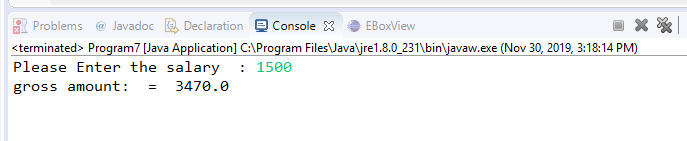 Problems @ Javadoc Declaration Console EBoxView
<terminated> Program7 [Java Application] C:\Program Files\Java\jre1.8.0_231\bin\javaw.exe (Nov 30, 2019, 3:18:14 PM)
Please Enter the salary  : 1500
gross amount:  =  3470.0